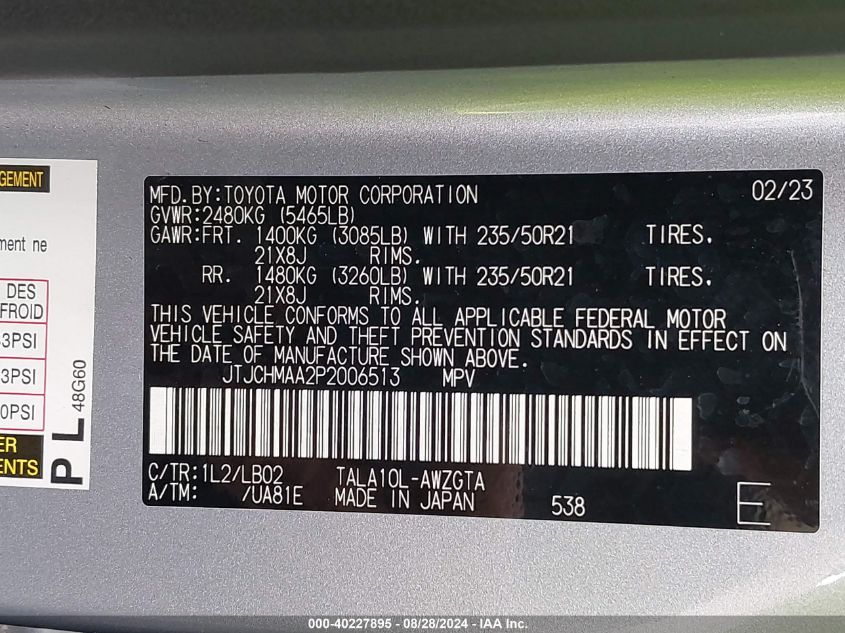 GEMENT
ment ne
DES
FROID
3PSI
3PSI
0PSI
ER
ENTS
PL
48G60
MFD.BY:TOYOTA MOTOR CORPORATION 02/23
GVWR:2480KG (5465LB)
GAWR:FRT. 1400KG (3085LB) WITH 235/50R21 TIRES.
21X8J RIMS.
RR. 1480KG (3260LB) WITH 235/50R21 TIRES.
21X8J RIMS.
THIS VEHICLE CONFORMS TO ALL APPLICABLE FEDERAL MOTOR
VEHICLE SAFETY AND THEFT PREVENTION STANDARDS IN EFFECT ON
THE DATE OF MANUFACTURE SHOWN ABOVE.
JTJCHMAA2P2006513 MPV
C/TR:1L2/LB02 TALA10L-AWZGTA
A/TM: /UA81E MADE IN JAPAN 538 E
000-40227895 - 08/28/2024 - IAA Inc.